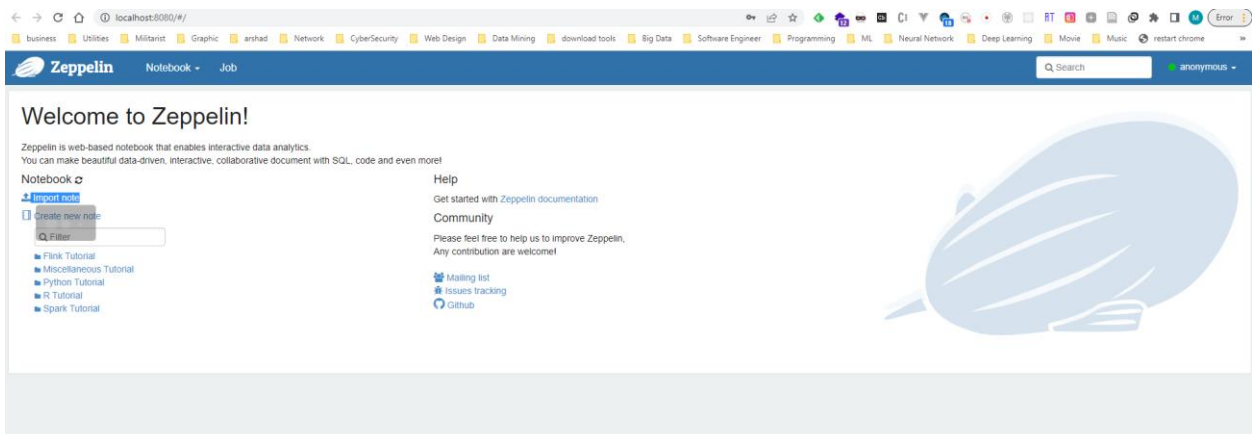 localhost:8080/#/
Error
business Utilities Militarist Graphic arshad Network CyberSecurity Web Design Data Mining download tools Big Data Software Engineer Programming ML Neural Network Deep Learning Movie Music restart chrome »
Zeppelin Notebook Job Search anonymous
Welcome to Zeppelin!
Zeppelin is web-based notebook that enables interactive data analytics.
You can make beautiful data-driven, interactive, collaborative document with SQL, code and even more!
Notebook
Import note
Create new note
Filter
Flink Tutorial
Miscellaneous Tutorial
Python Tutorial
R Tutorial
Spark Tutorial
Help
Get started with Zeppelin documentation
Community
Please feel free to help us to improve Zeppelin,
Any contribution are welcome!
Mailing list
Issues tracking
Github